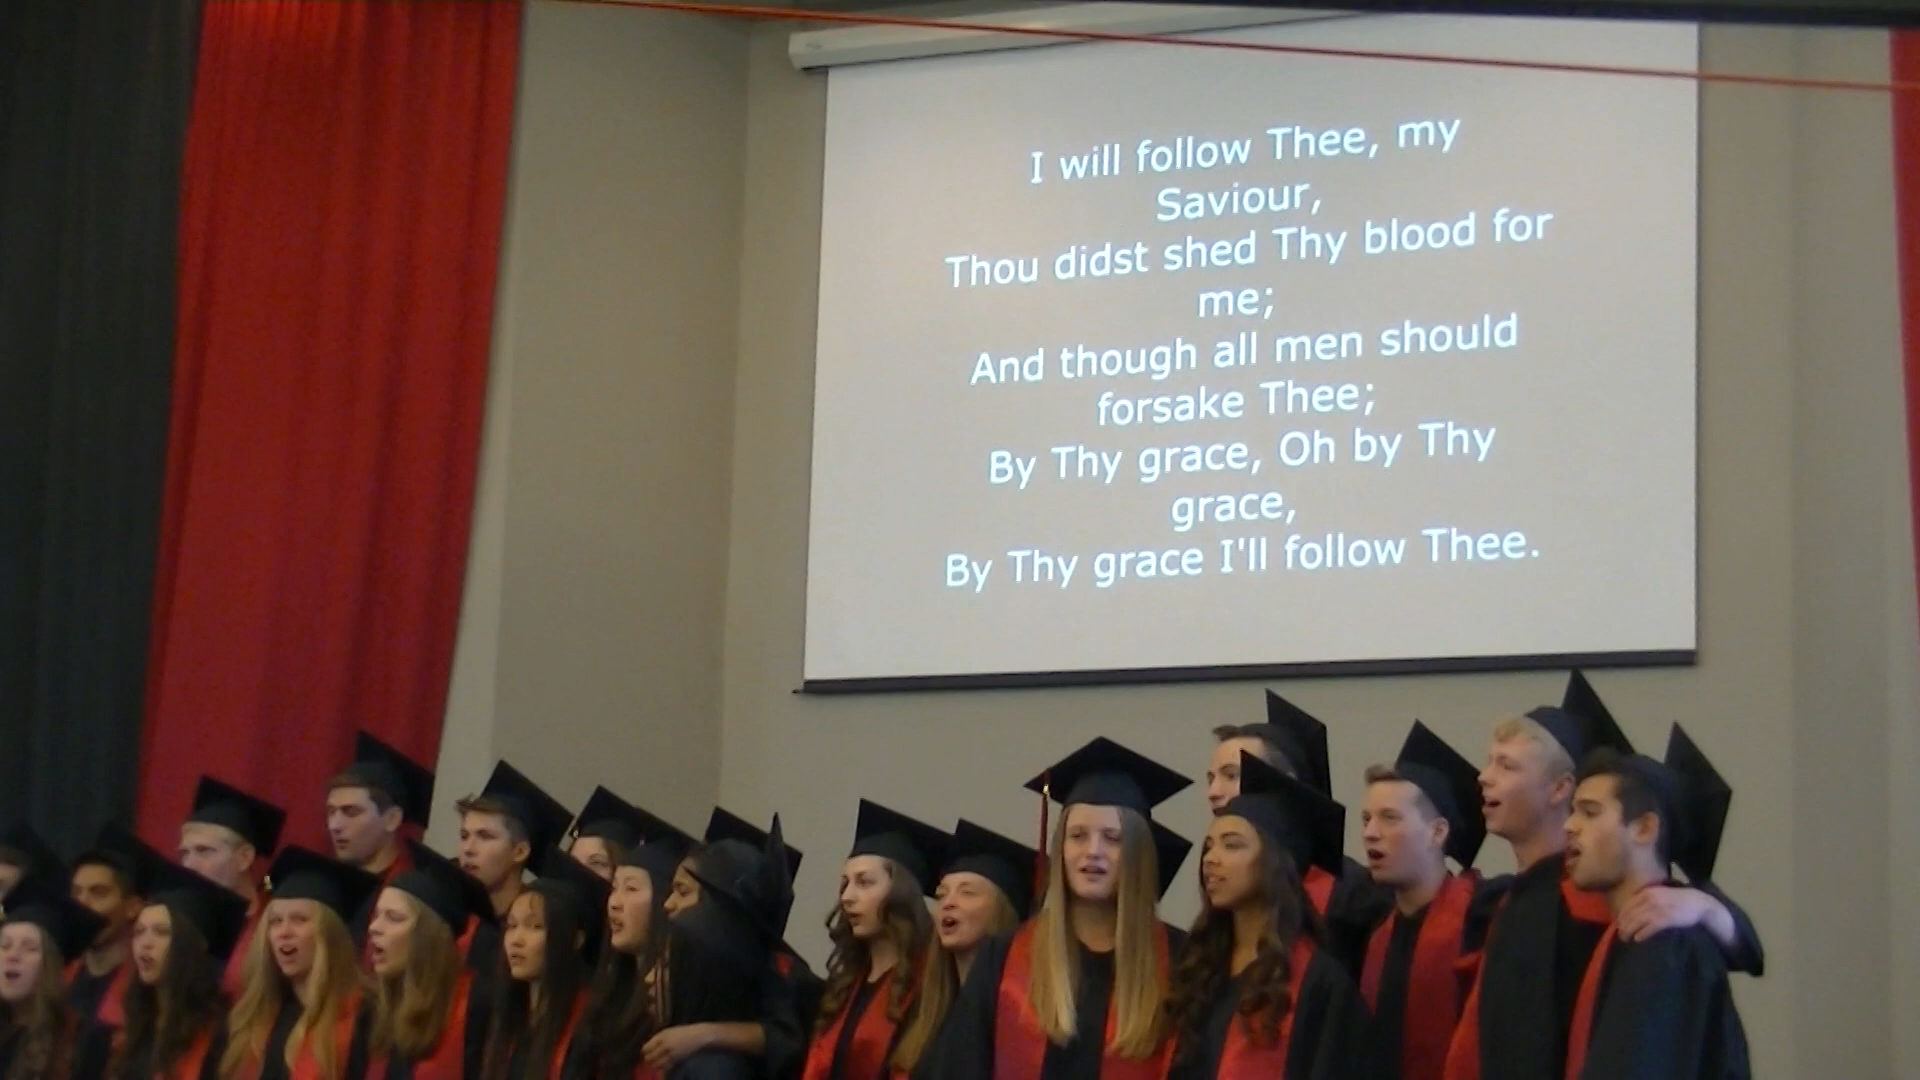 I will follow Thee, my
Saviour,
Thou didst shed Thy blood for
me;
And though all men should
forsake Thee;
By Thy grace, Oh by Thy
grace,
By Thy grace I'll follow Thee.